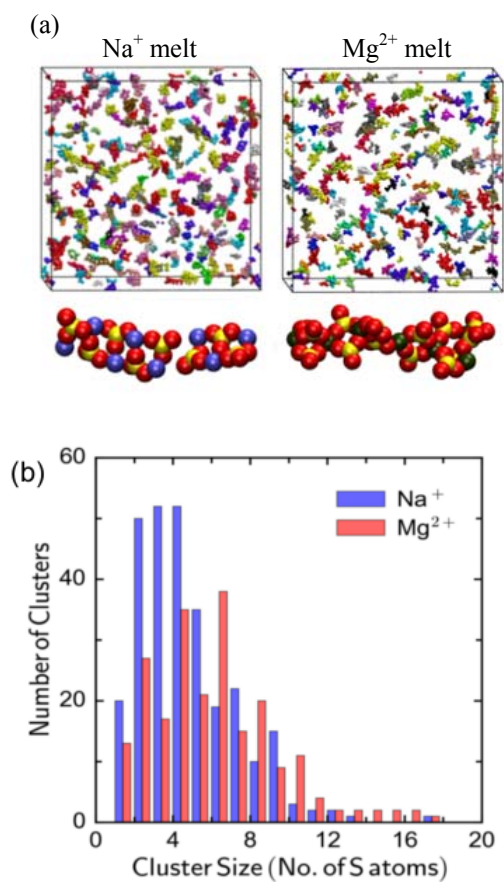 (a)
Na⁺ melt
Mg²⁺ melt
(b)
60
40
20
0
Number of Clusters
Na⁺
Mg²⁺
0 4 8 12 16 20
Cluster Size (No. of S atoms)